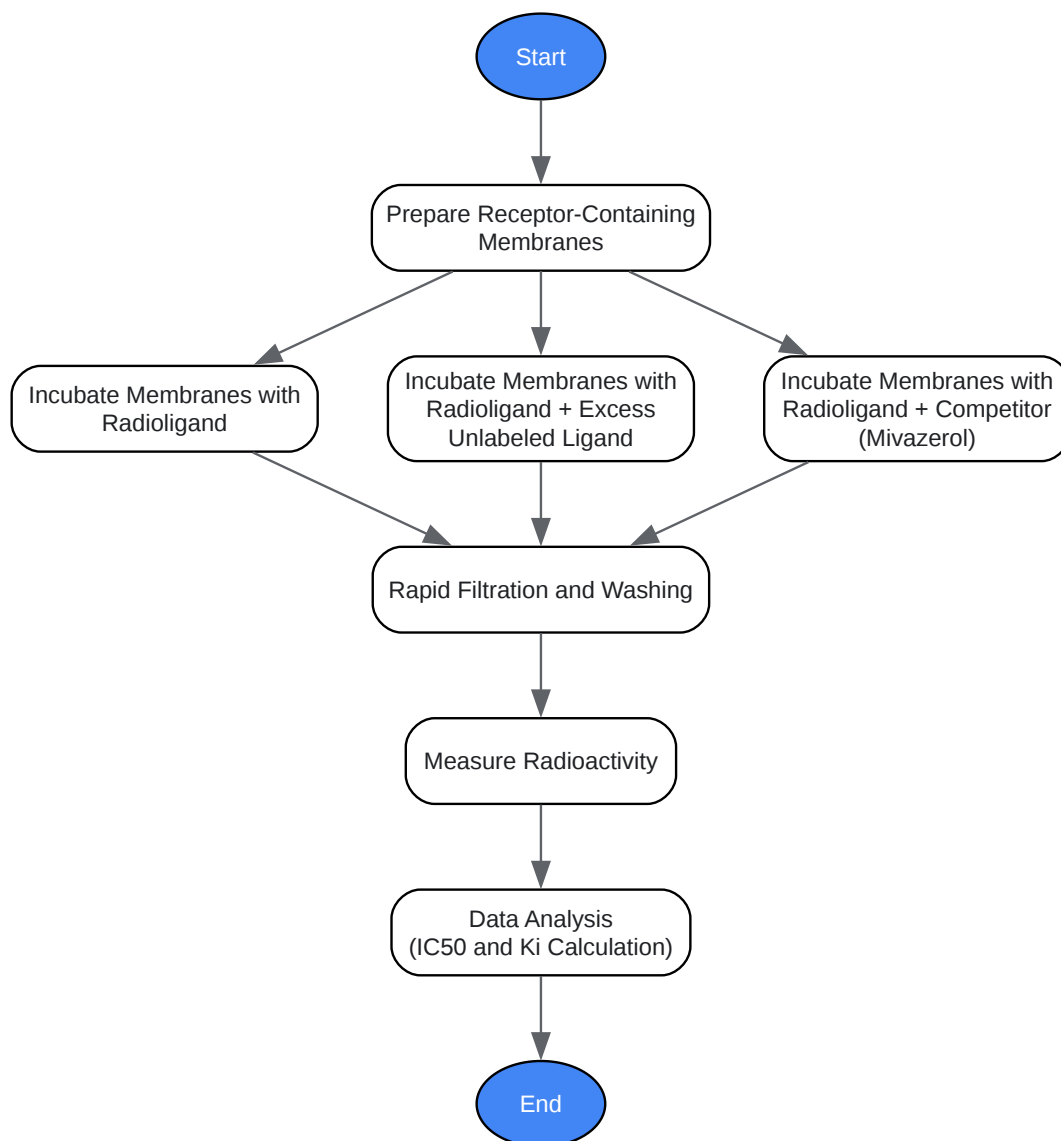 Start
Prepare Receptor-Containing
Membranes
Incubate Membranes with
Radioligand
Incubate Membranes with
Radioligand + Excess
Unlabeled Ligand
Incubate Membranes with
Radioligand + Competitor
(Mivazerol)
Rapid Filtration and Washing
Measure Radioactivity
Data Analysis
(IC50 and Ki Calculation)
End